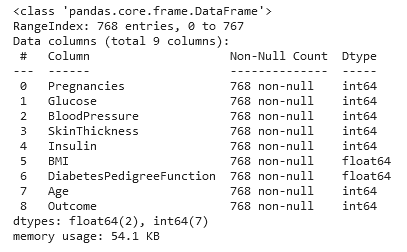 <class 'pandas.core.frame.DataFrame'>
RangeIndex: 768 entries, 0 to 767
Data columns (total 9 columns):
 #   Column                    Non-Null Count  Dtype
---  ------                    --------------  -----
 0   Pregnancies               768 non-null    int64
 1   Glucose                   768 non-null    int64
 2   BloodPressure             768 non-null    int64
 3   SkinThickness             768 non-null    int64
 4   Insulin                   768 non-null    int64
 5   BMI                       768 non-null    float64
 6   DiabetesPedigreeFunction  768 non-null    float64
 7   Age                       768 non-null    int64
 8   Outcome                   768 non-null    int64
dtypes: float64(2), int64(7)
memory usage: 54.1 KB